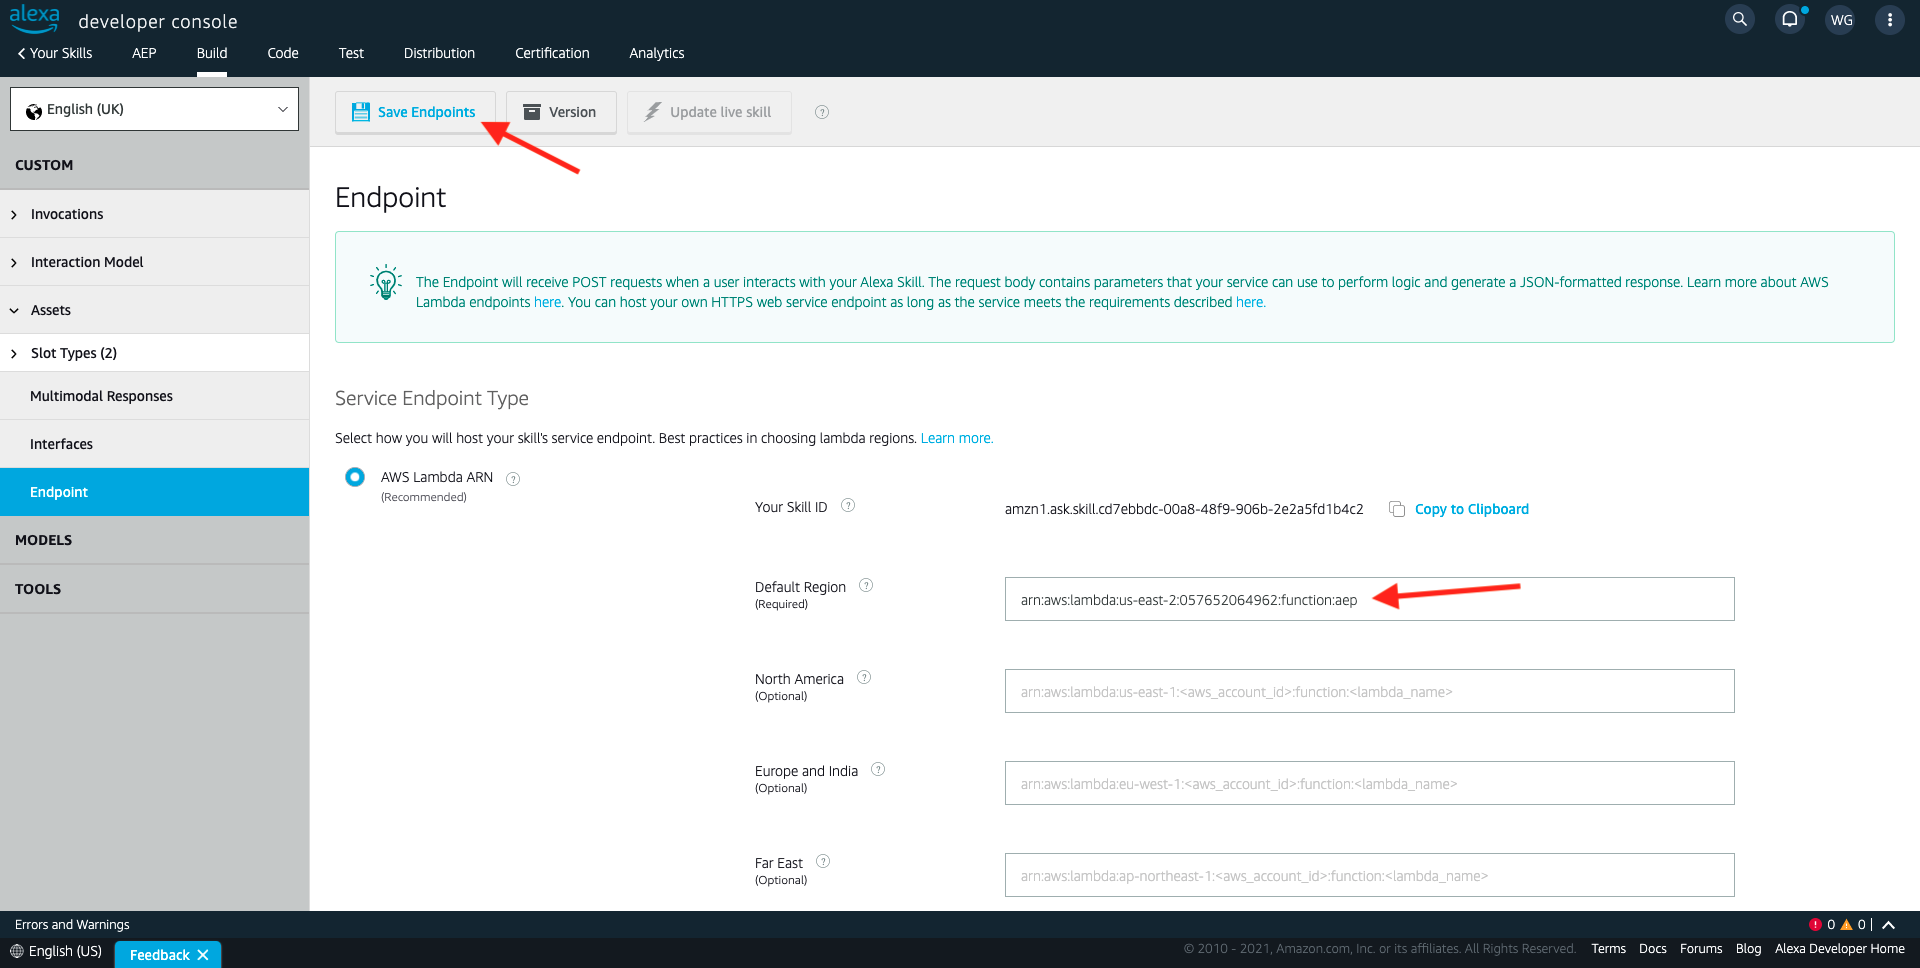 alexa developer console
WG
Your Skills AEP Build Code Test Distribution Certification Analytics
English (UK)
Save Endpoints Version Update live skill ?
CUSTOM
Invocations
Interaction Model
Assets
Slot Types (2)
Multimodal Responses
Interfaces
Endpoint
MODELS
TOOLS
Endpoint
The Endpoint will receive POST requests when a user interacts with your Alexa Skill. The request body contains parameters that your service can use to perform logic and generate a JSON-formatted response. Learn more about AWS
Lambda endpoints here. You can host your own HTTPS web service endpoint as long as the service meets the requirements described here.
Service Endpoint Type
Select how you will host your skill's service endpoint. Best practices in choosing lambda regions. Learn more.
AWS Lambda ARN ?
(Recommended)
Your Skill ID ? amzn1.ask.skill.cd7ebbdc-00a8-48f9-906b-2e2a5fd1b4c2 Copy to Clipboard
Default Region ?
(Required)
arn:aws:lambda:us-east-2:057652064962:function:aep
North America ?
(Optional)
arn:aws:lambda:us-east-1:<aws_account_id>:function:<lambda_name>
Europe and India ?
(Optional)
arn:aws:lambda:eu-west-1:<aws_account_id>:function:<lambda_name>
Far East ?
(Optional)
arn:aws:lambda:ap-northeast-1:<aws_account_id>:function:<lambda_name>
Errors and Warnings
! 0 ! 0 |
English (US) Feedback
© 2010 - 2021, Amazon.com, Inc. or its affiliates. All Rights Reserved. Terms Docs Forums Blog Alexa Developer Home